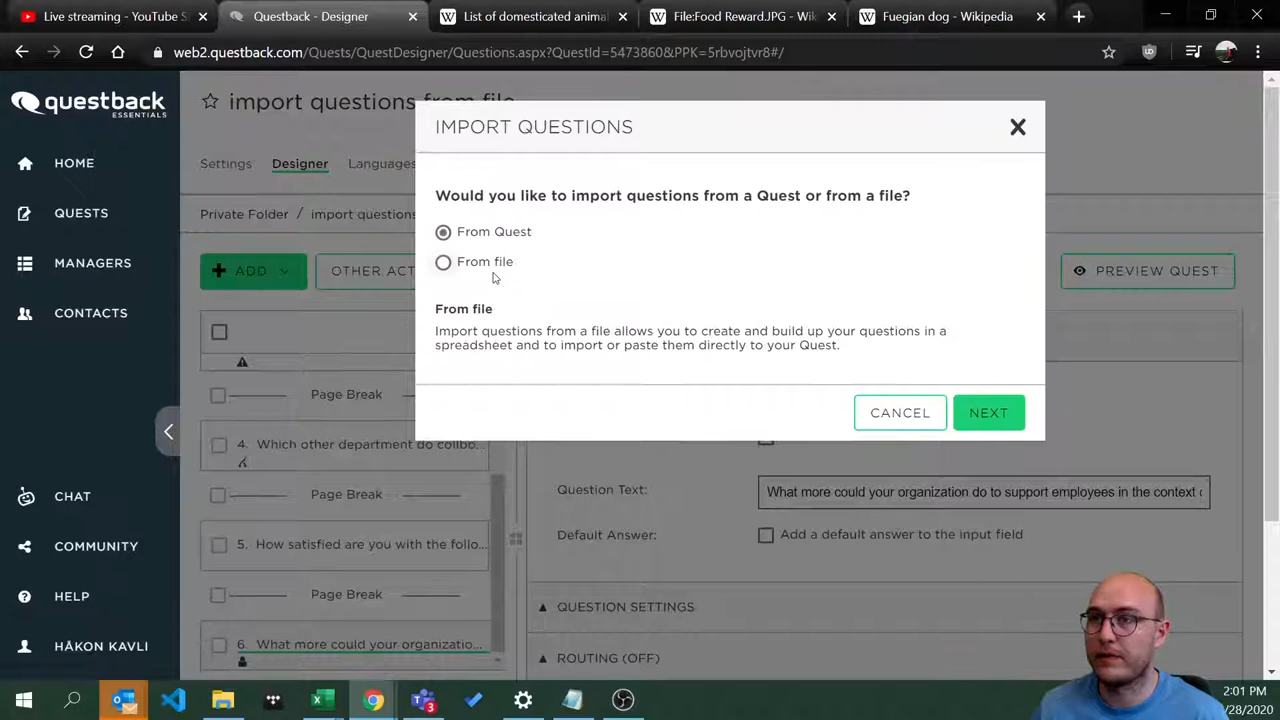 Live streaming - YouTube S
Questback - Designer
List of domesticated animal
File:Food Reward.JPG - Wik
Fuegian dog - Wikipedia
web2.questback.com/Quests/QuestDesigner/Questions.aspx?QuestId=5473860&PPK=5rbvojtvr8#/
questback
ESSENTIALS
HOME
QUESTS
MANAGERS
CONTACTS
CHAT
COMMUNITY
HELP
HÅKON KAVLI
import questions from file
Settings
Designer
Languages
Private Folder / import questions
ADD
OTHER ACT
PREVIEW QUEST
Page Break
4. Which other department do collbo...
Page Break
5. How satisfied are you with the follo...
Page Break
6. What more could your organizatio...
IMPORT QUESTIONS
Would you like to import questions from a Quest or from a file?
From Quest
From file
From file
Import questions from a file allows you to create and build up your questions in a
spreadsheet and to import or paste them directly to your Quest.
CANCEL
NEXT
Question Text:
What more could your organization do to support employees in the context
Default Answer:
Add a default answer to the input field
QUESTION SETTINGS
ROUTING (OFF)
2:01 PM
/28/2020